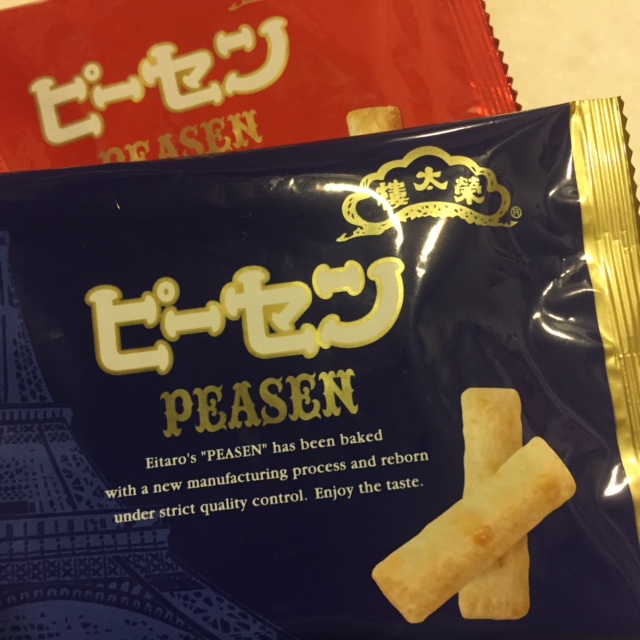 ピーセン
PEASEN
榮太樓
®
ピーセン
PEASEN
Eitaro's "PEASEN" has been baked
with a new manufacturing process and reborn
under strict quality control. Enjoy the taste.